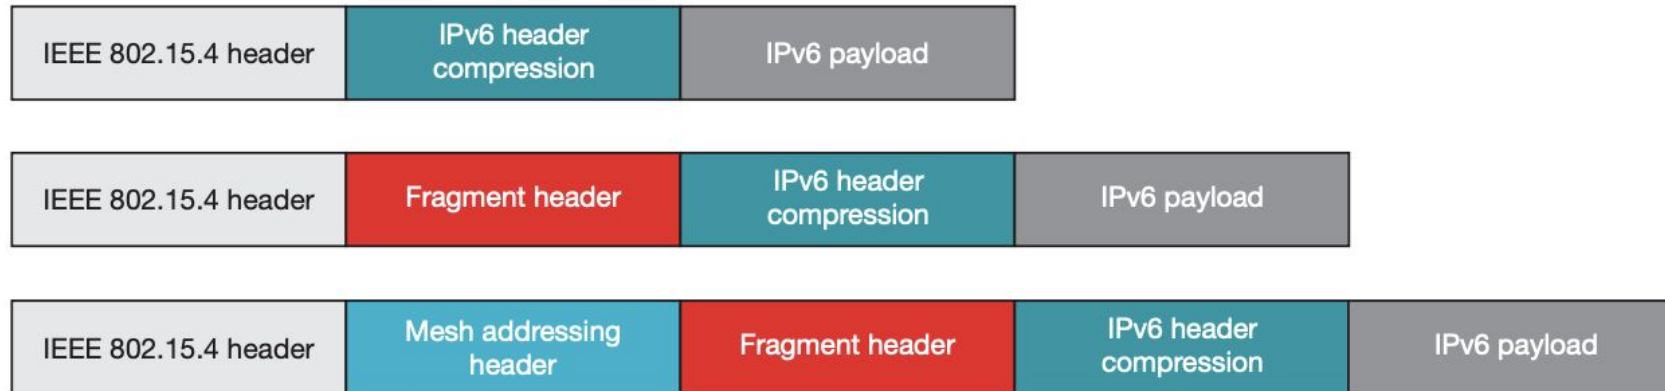 IEEE 802.15.4 header
IPv6 header
compression
IPv6 payload
IEEE 802.15.4 header
Fragment header
IPv6 header
compression
IPv6 payload
IEEE 802.15.4 header
Mesh addressing
header
Fragment header
IPv6 header
compression
IPv6 payload